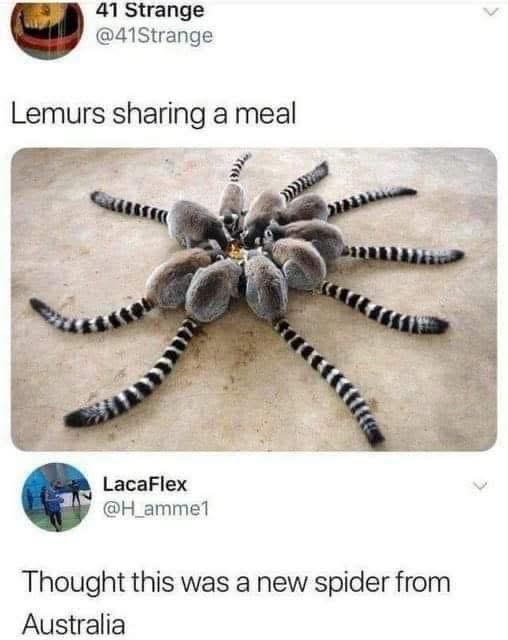 41 Strange
@41Strange
Lemurs sharing a meal
LacaFlex
@H_amme1
Thought this was a new spider from
Australia